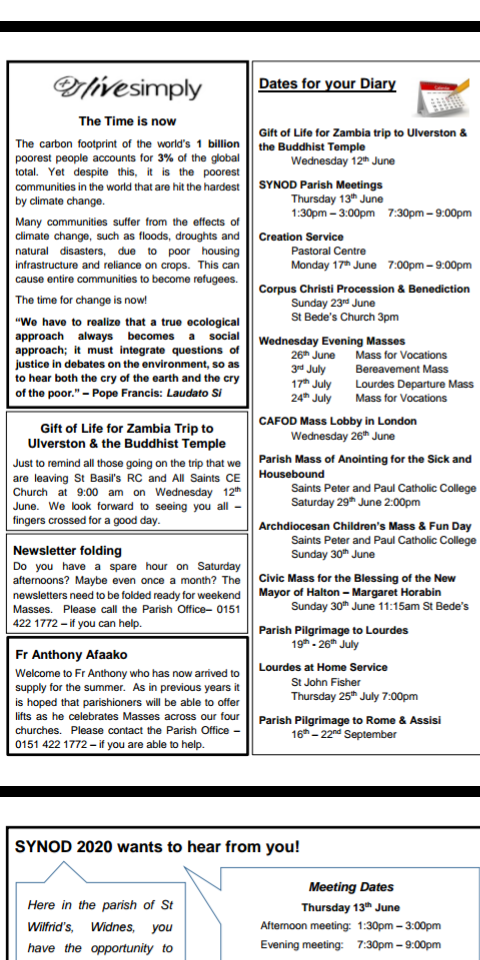 livesimply
The Time is now
The carbon footprint of the world's 1 billion
poorest people accounts for 3% of the global
total. Yet despite this, it is the poorest
communities in the world that are hit the hardest
by climate change.
Many communities suffer from the effects of
climate change, such as floods, droughts and
natural disasters, due to poor housing
infrastructure and reliance on crops. This can
cause entire communities to become refugees.
The time for change is now!
“We have to realize that a true ecological
approach always becomes a social
approach; it must integrate questions of
justice in debates on the environment, so as
to hear both the cry of the earth and the cry
of the poor.” – Pope Francis: Laudato Si
Gift of Life for Zambia Trip to
Ulverston & the Buddhist Temple
Just to remind all those going on the trip that we
are leaving St Basil's RC and All Saints CE
Church at 9:00 am on Wednesday 12th
June. We look forward to seeing you all –
fingers crossed for a good day.
Newsletter folding
Do you have a spare hour on Saturday
afternoons? Maybe even once a month? The
newsletters need to be folded ready for weekend
Masses. Please call the Parish Office– 0151
422 1772 – if you can help.
Fr Anthony Afaako
Welcome to Fr Anthony who has now arrived to
supply for the summer. As in previous years it
is hoped that parishioners will be able to offer
lifts as he celebrates Masses across our four
churches. Please contact the Parish Office –
0151 422 1772 – if you are able to help.
Dates for your Diary
Gift of Life for Zambia trip to Ulverston &
the Buddhist Temple
Wednesday 12th June
SYNOD Parish Meetings
Thursday 13th June
1:30pm – 3:00pm 7:30pm – 9:00pm
Creation Service
Pastoral Centre
Monday 17th June 7:00pm – 9:00pm
Corpus Christi Procession & Benediction
Sunday 23rd June
St Bede's Church 3pm
Wednesday Evening Masses
26th June Mass for Vocations
3rd July Bereavement Mass
17th July Lourdes Departure Mass
24th July Mass for Vocations
CAFOD Mass Lobby in London
Wednesday 26th June
Parish Mass of Anointing for the Sick and
Housebound
Saints Peter and Paul Catholic College
Saturday 29th June 2:00pm
Archdiocesan Children's Mass & Fun Day
Saints Peter and Paul Catholic College
Sunday 30th June
Civic Mass for the Blessing of the New
Mayor of Halton – Margaret Horabin
Sunday 30th June 11:15am St Bede's
Parish Pilgrimage to Lourdes
19th - 26th July
Lourdes at Home Service
St John Fisher
Thursday 25th July 7:00pm
Parish Pilgrimage to Rome & Assisi
16th – 22nd September
SYNOD 2020 wants to hear from you!
Here in the parish of St
Wilfrid's, Widnes, you
have the opportunity to
Meeting Dates
Thursday 13th June
Afternoon meeting: 1:30pm – 3:00pm
Evening meeting: 7:30pm – 9:00pm